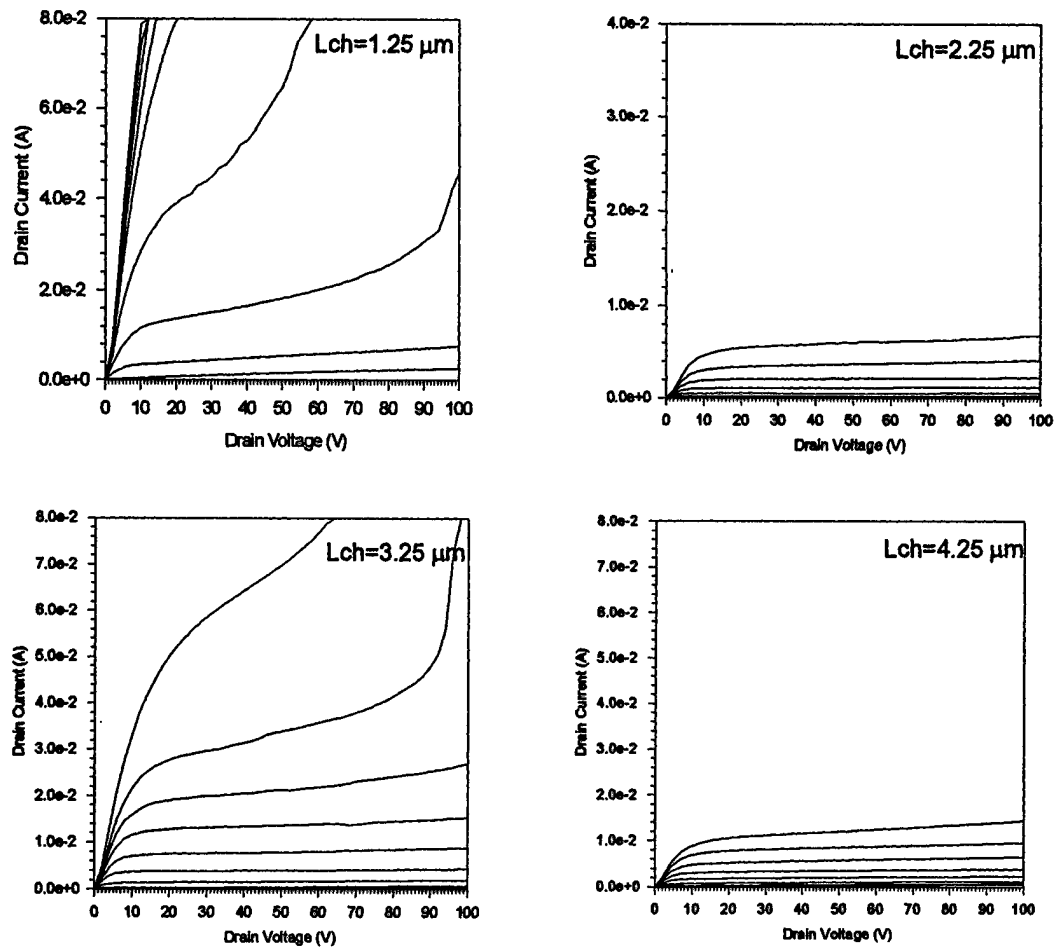 Lch=1.25 µm
8.0e-2
6.0e-2
4.0e-2
2.0e-2
0.0e+0
Drain Current (A)
0 10 20 30 40 50 60 70 80 90 100
Drain Voltage (V)
Lch=2.25 µm
4.0e-2
3.0e-2
2.0e-2
1.0e-2
0.0e+0
Drain Current (A)
0 10 20 30 40 50 60 70 80 90 100
Drain Voltage (V)
Lch=3.25 µm
8.0e-2
7.0e-2
6.0e-2
5.0e-2
4.0e-2
3.0e-2
2.0e-2
1.0e-2
0.0e+0
Drain Current (A)
0 10 20 30 40 50 60 70 80 90 100
Drain Voltage (V)
Lch=4.25 µm
8.0e-2
7.0e-2
6.0e-2
5.0e-2
4.0e-2
3.0e-2
2.0e-2
1.0e-2
0.0e+0
Drain Current (A)
0 10 20 30 40 50 60 70 80 90 100
Drain Voltage (V)